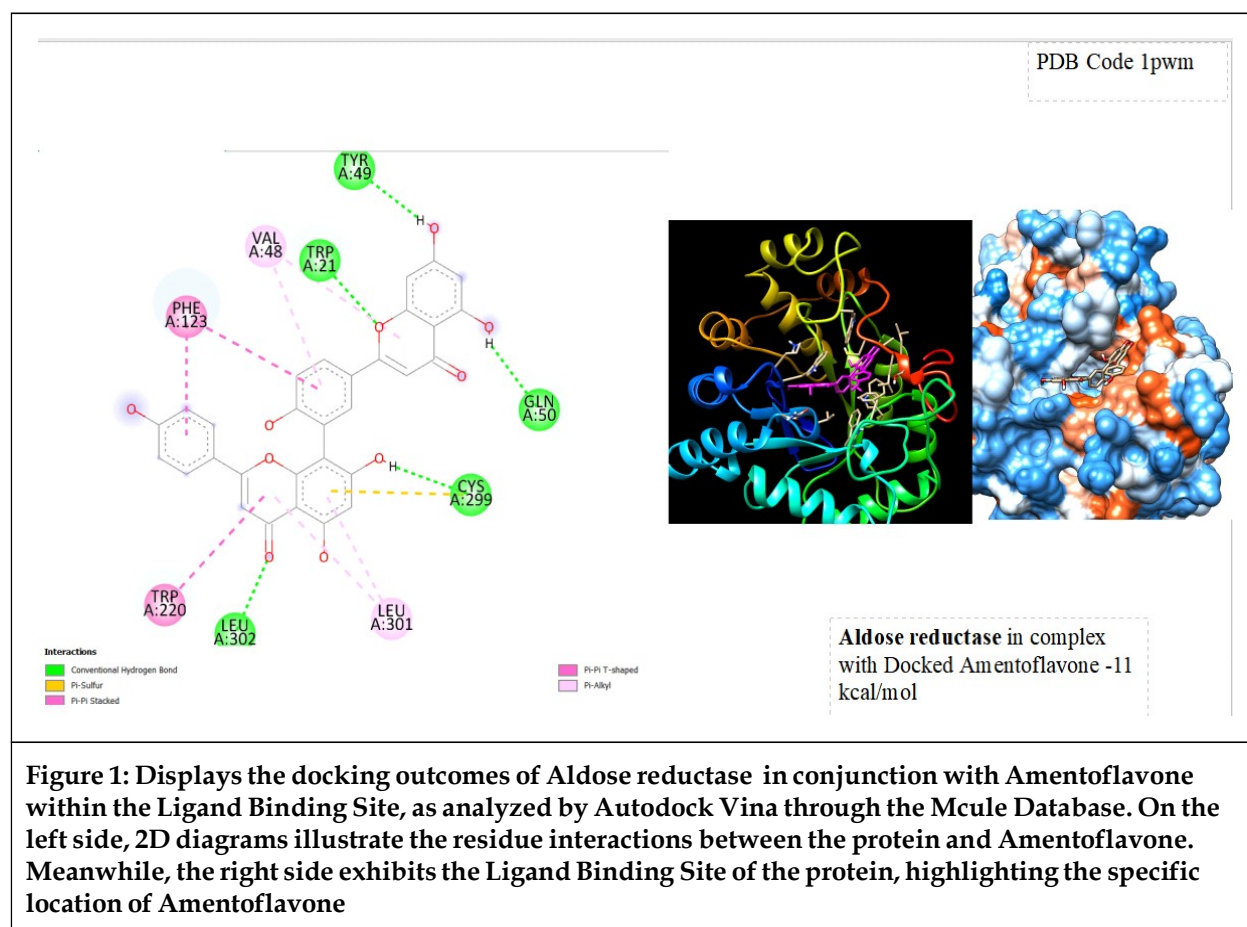 PDB Code 1pwm
TYR
A:49
VAL
A:48
TRP
A:21
PHE
A:123
H
O
O
O
H
O
GLN
A:50
O
O
O
O
H
CYS
A:299
O
O
TRP
A:220
LEU
A:302
LEU
A:301
Interactions
Conventional Hydrogen Bond
Pi-Sulfur
Pi-Pi Stacked
Pi-Pi T-shaped
Pi-Alkyl
Aldose reductase in complex
with Docked Amentoflavone -11
kcal/mol
Figure 1: Displays the docking outcomes of Aldose reductase in conjunction with Amentoflavone
within the Ligand Binding Site, as analyzed by Autodock Vina through the Mcule Database. On the
left side, 2D diagrams illustrate the residue interactions between the protein and Amentoflavone.
Meanwhile, the right side exhibits the Ligand Binding Site of the protein, highlighting the specific
location of Amentoflavone